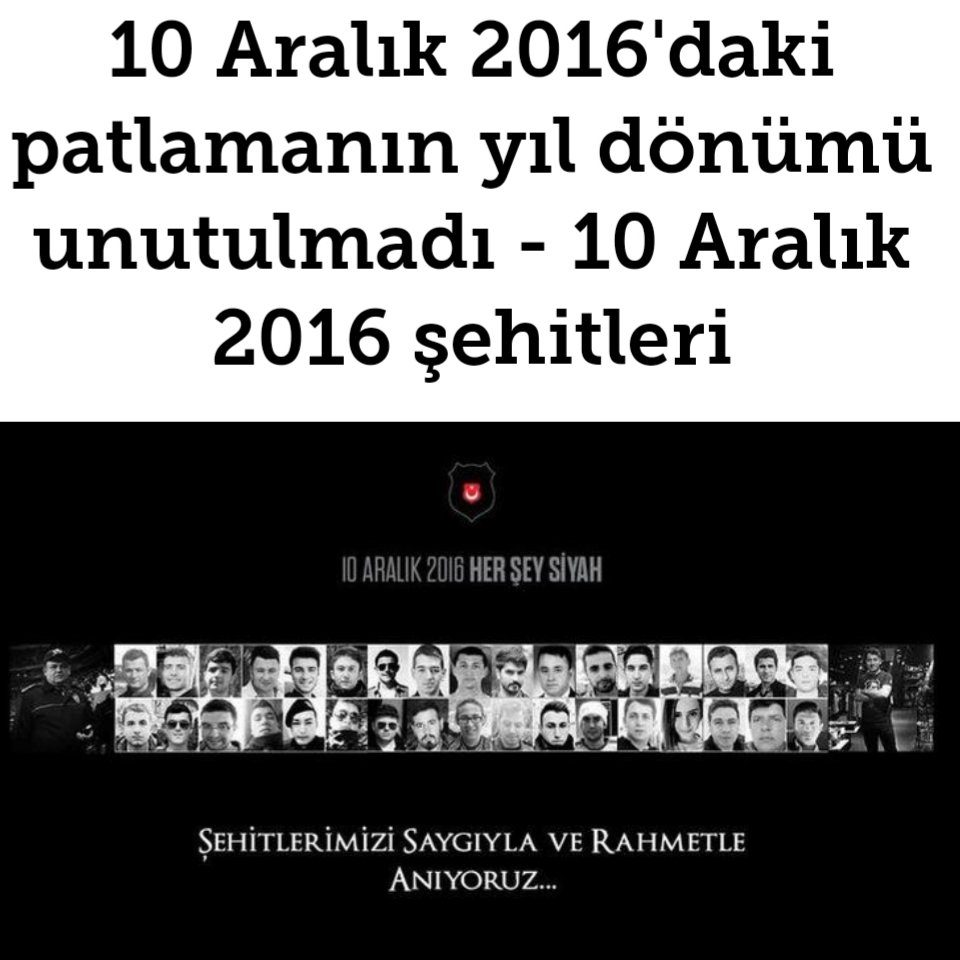 10 Aralık 2016'daki
patlamanın yıl dönümü
unutulmadı - 10 Aralık
2016 şehitleri
10 ARALIK 2016 HER ŞEY SİYAH
ŞEHİTLERİMİZİ SAYGIYLA VE RAHMETLE
ANIYORUZ...